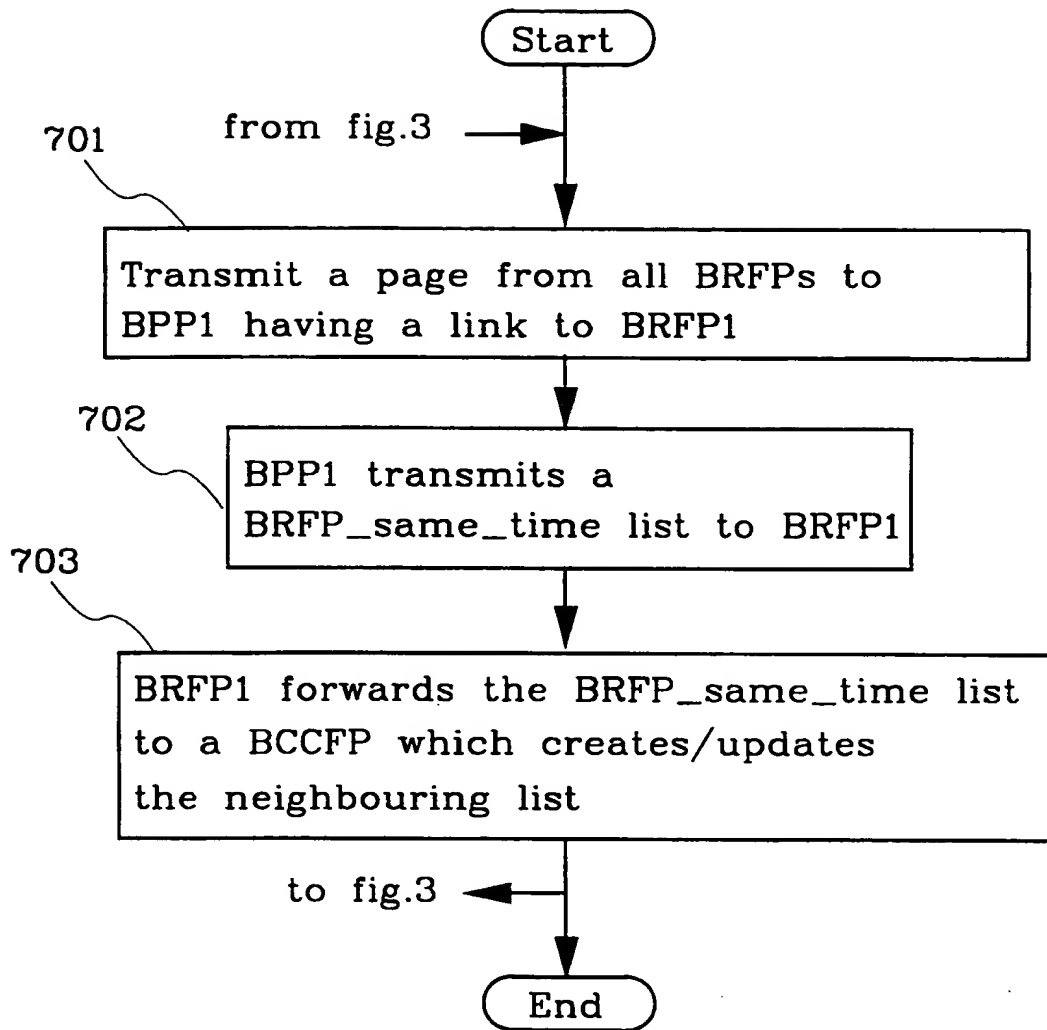 Start
from fig.3
701
Transmit a page from all BRFPs to
BPP1 having a link to BRFP1
702
BPP1 transmits a
BRFP_same_time list to BRFP1
703
BRFP1 forwards the BRFP_same_time list
to a BCCFP which creates/updates
the neighbouring list
to fig.3
End